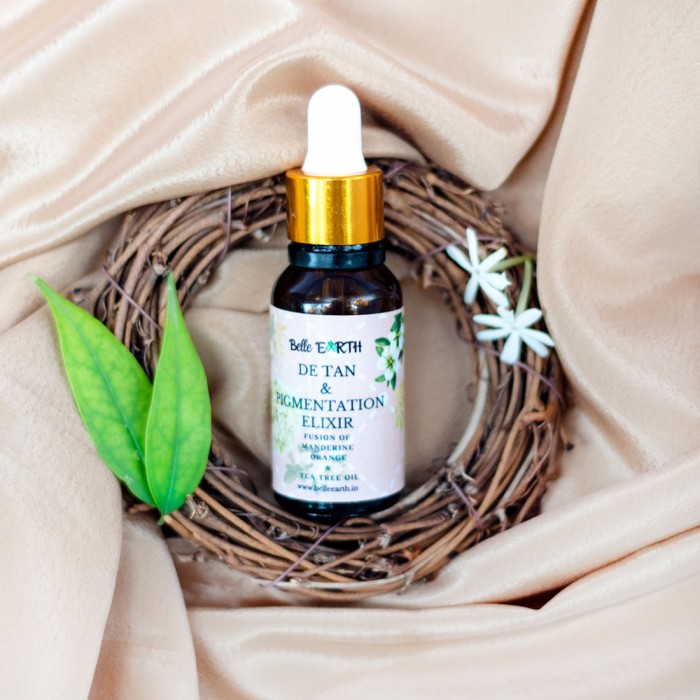 Belle EARTH
DE TAN
&
PIGMENTATION
ELIXIR
FUSION OF
MANDERINE
ORANGE
&
TEA TREE OIL
www.belleearth.in